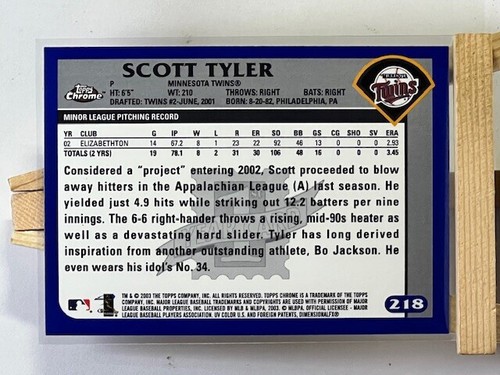 SCOTT TYLER
Topps Chrome
P MINNESOTA TWINS®
HT: 6'5" WT: 210 THROWS: RIGHT BATS: RIGHT
DRAFTED: TWINS #2-JUNE, 2001 BORN: 8-20-82, PHILADELPHIA, PA
Twins
MINOR LEAGUE PITCHING RECORD
YR CLUB G IP W L R ER SO BB GS CG SHO SV ERA
02 ELIZABETHTON 14 67.2 8 1 23 22 92 46 13 0 0 0 2.93
TOTALS (2 YRS) 19 78.1 8 2 31 30 106 48 16 0 0 0 3.45
Considered a "project" entering 2002, Scott proceeded to blow
away hitters in the Appalachian League (A) last season. He
yielded just 4.9 hits while striking out 12.2 batters per nine
innings. The 6-6 right-hander throws a rising, mid-90s heater as
well as a devastating hard slider. Tyler has long derived
inspiration from another outstanding athlete, Bo Jackson. He
even wears his idol's No. 34.
TM & © 2003 THE TOPPS COMPANY, INC. ALL RIGHTS RESERVED. TOPPS CHROME IS A TRADEMARK OF THE TOPPS
COMPANY, INC. MAJOR LEAGUE BASEBALL TRADEMARKS AND COPYRIGHTS ARE USED WITH PERMISSION OF MAJOR
LEAGUE BASEBALL PROPERTIES, INC. LICENSED BY MLB & MLBPA, 2003. © MLBPA, OFFICIAL LICENSEE - MAJOR
LEAGUE BASEBALL PLAYERS ASSOCIATION. UV COLOR U.S. AND FOREIGN PATENTS, DIMENSIONALFX®
218